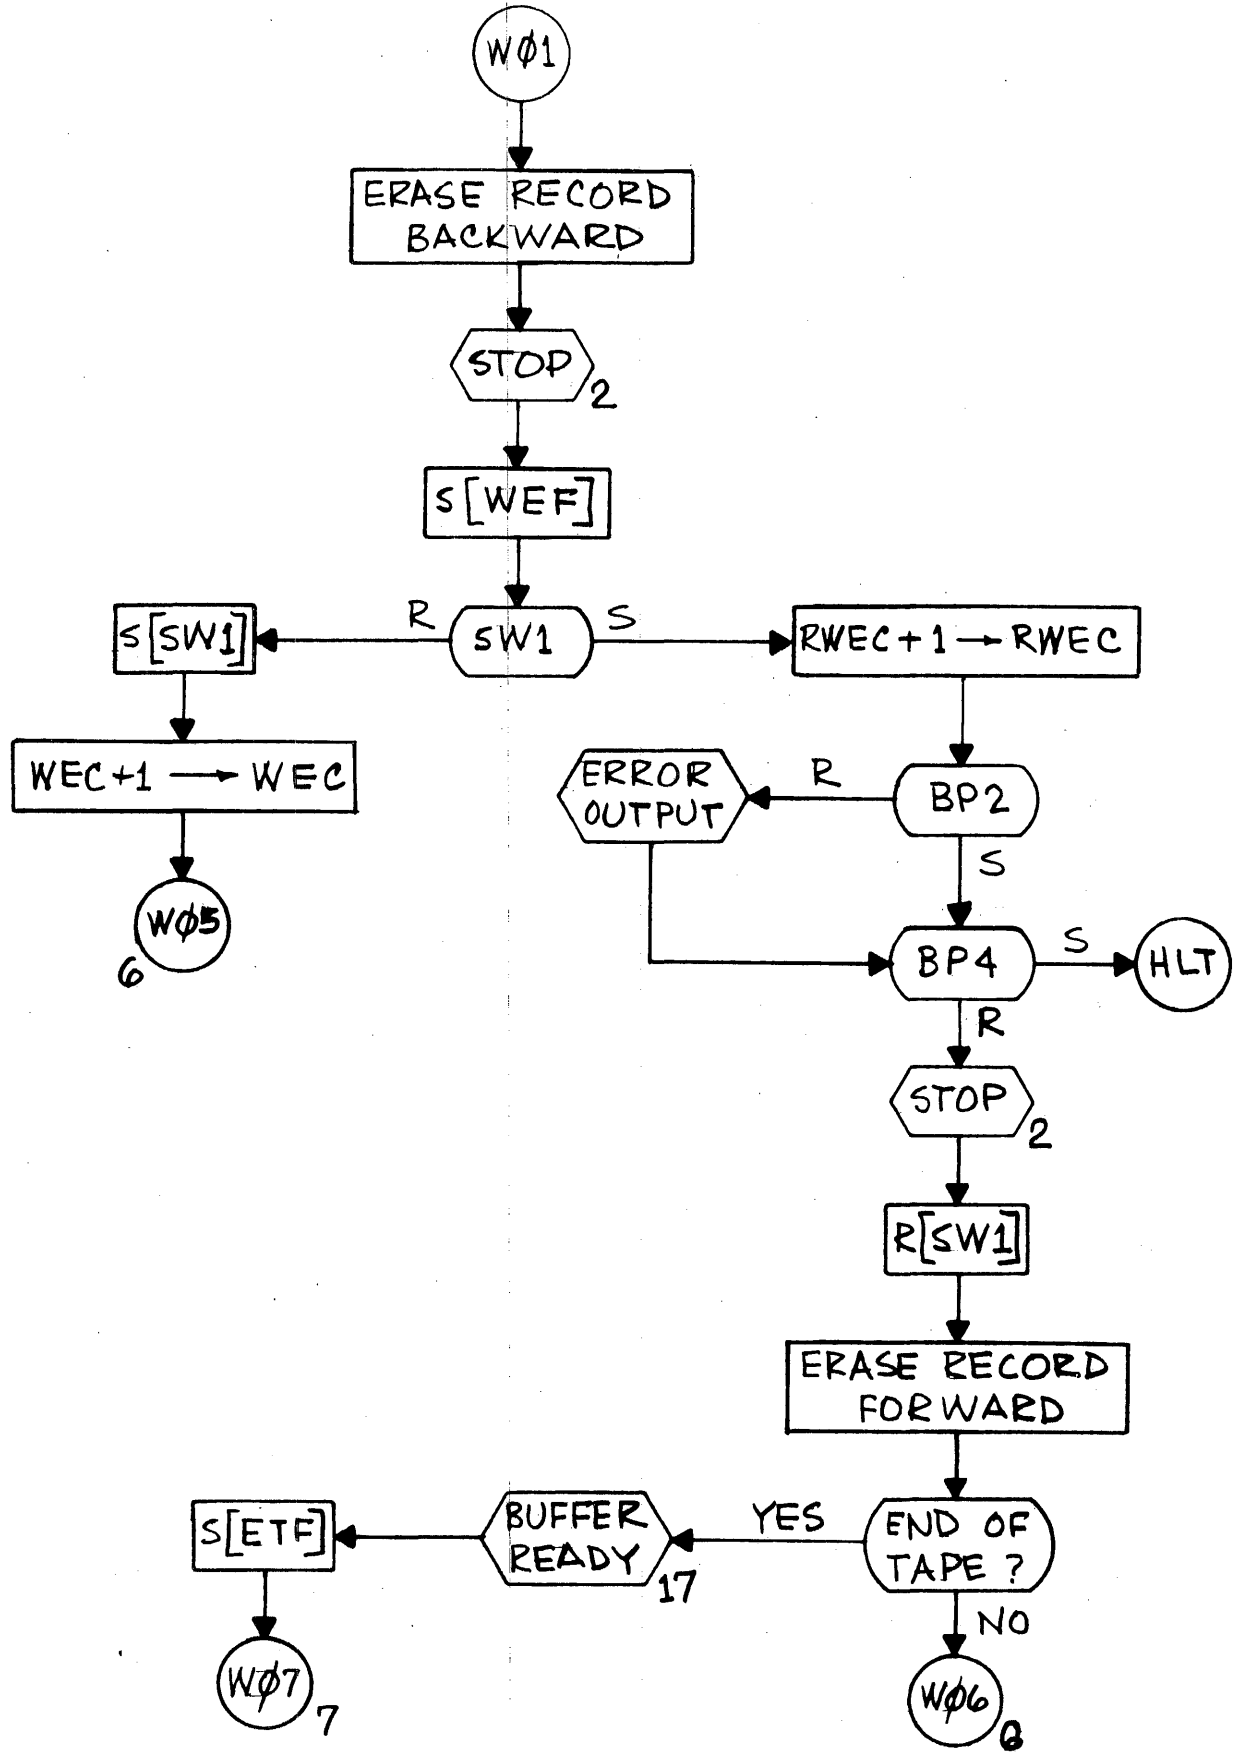 WØ1
ERASE RECORD
BACKWARD
STOP
2
S[WEF]
R
SW1
S
S[SW1]
RWEC+1 → RWEC
WEC+1 → WEC
ERROR
OUTPUT
R
BP2
S
WØ5
6
BP4
S
HLT
R
STOP
2
R[SW1]
ERASE RECORD
FORWARD
END OF
TAPE ?
YES
BUFFER
READY
17
S[ETF]
NO
WØ7
7
WØ6